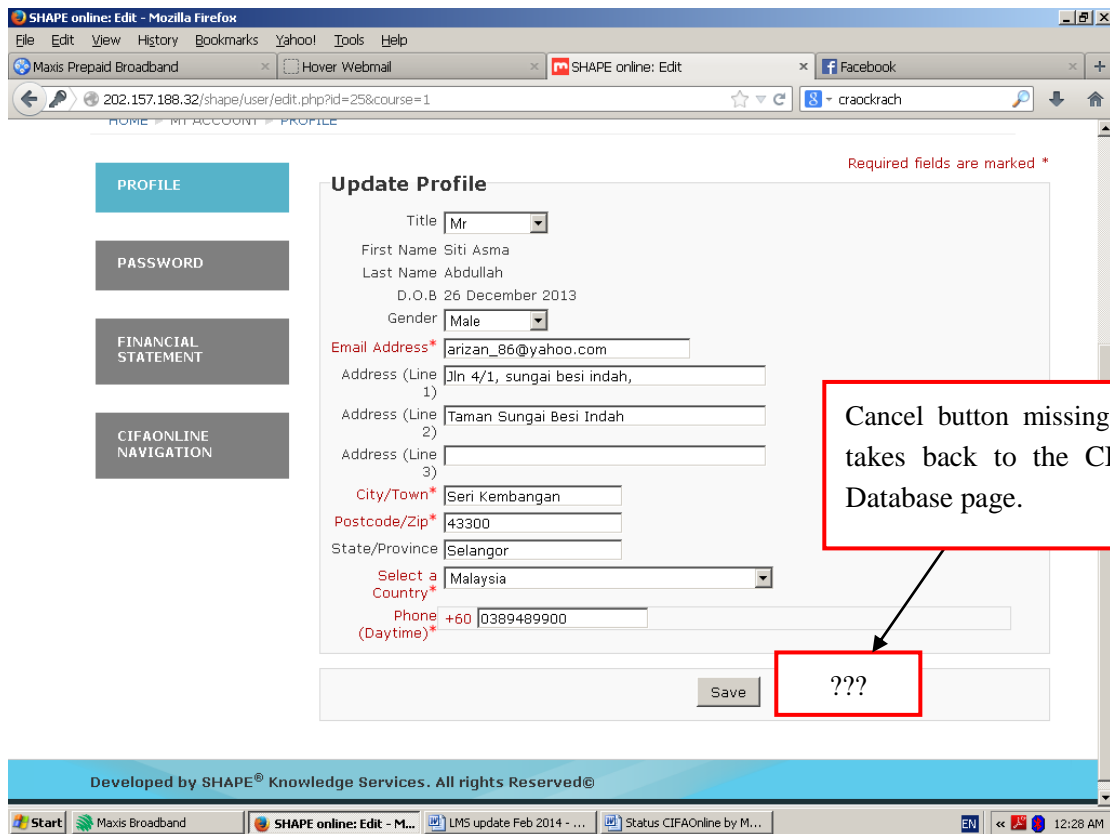 SHAPE online: Edit - Mozilla Firefox
File Edit View History Bookmarks Yahoo! Tools Help
Maxis Prepaid Broadband × Hover Webmail × SHAPE online: Edit × Facebook × +
202.157.188.32/shape/user/edit.php?id=25&course=1 craockrach
HOME MY ACCOUNT PROFILE
Required fields are marked *
PROFILE
PASSWORD
FINANCIAL
STATEMENT
CIFAONLINE
NAVIGATION
Update Profile
Title Mr
First Name Siti Asma
Last Name Abdullah
D.O.B 26 December 2013
Gender Male
Email Address* arizan_86@yahoo.com
Address (Line
1) Jln 4/1, sungai besi indah,
Address (Line
2) Taman Sungai Besi Indah
Address (Line
3)
City/Town* Seri Kembangan
Postcode/Zip* 43300
State/Province Selangor
Select a
Country* Malaysia
Phone
(Daytime)* +60 0389489900
Cancel button missing
takes back to the CI
Database page.
Save
???
Developed by SHAPE® Knowledge Services. All rights Reserved©
Start Maxis Broadband SHAPE online: Edit - M... LMS update Feb 2014 - ... Status CIFAOnline by M... EN « 12:28 AM